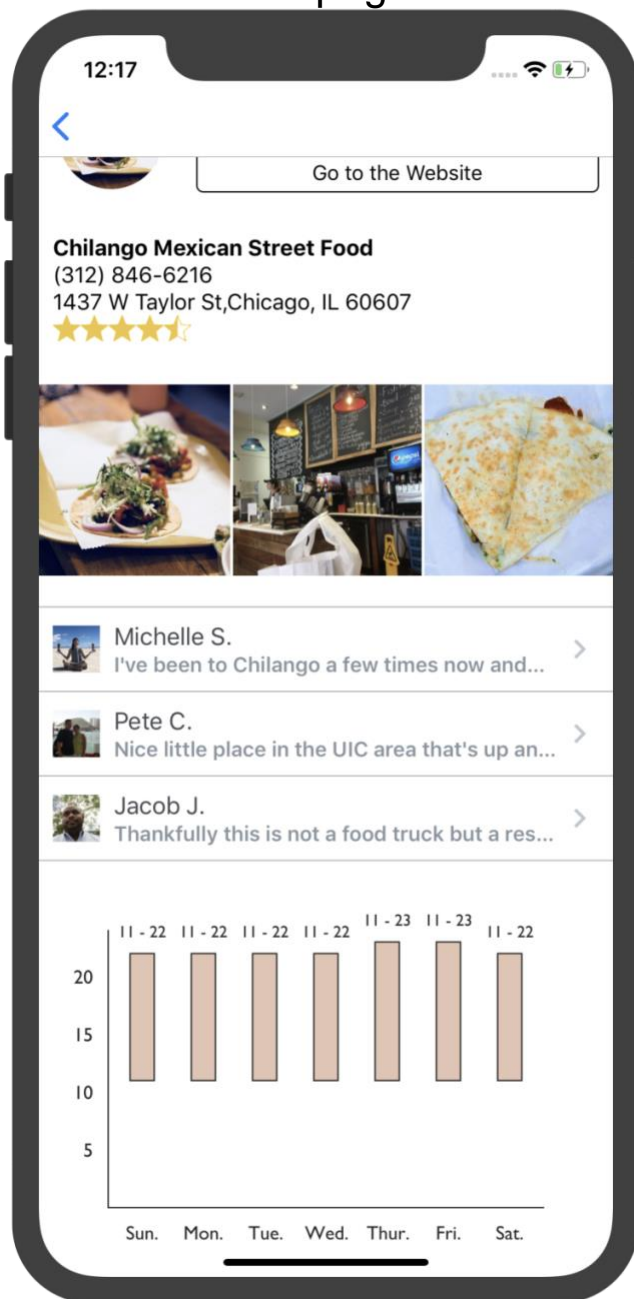 12:17
Go to the Website
Chilango Mexican Street Food
(312) 846-6216
1437 W Taylor St,Chicago, IL 60607
Michelle S.
I've been to Chilango a few times now and...
Pete C.
Nice little place in the UIC area that's up an...
Jacob J.
Thankfully this is not a food truck but a res...
11 - 22 11 - 22 11 - 22 11 - 22 11 - 23 11 - 23 11 - 22
20
15
10
5
Sun. Mon. Tue. Wed. Thur. Fri. Sat.